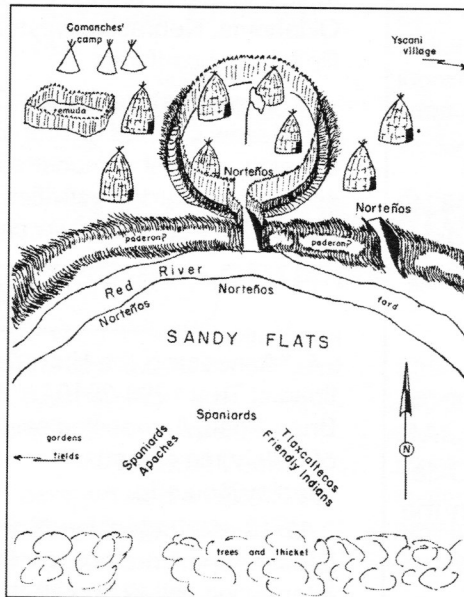 Comanches'
camp
Yscani
village
remuda
Norteños
Norteños
paderon?
paderon?
Red River
Norteños
Norteños
ford
SANDY FLATS
Spaniards
gardens
fields
Spaniards
Apaches
Tlaxcaltecos
Friendly Indians
N
trees and thicket